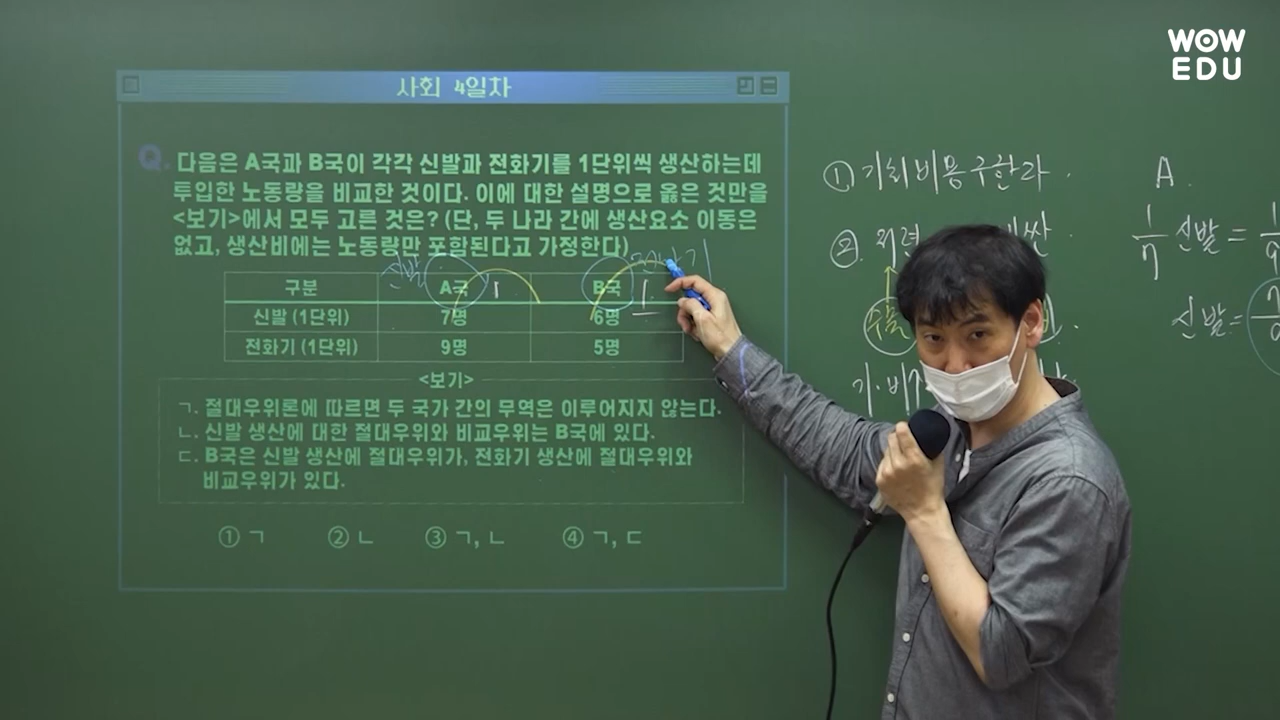 WOW
EDU
사회 4일차
Q. 다음은 A국과 B국이 각각 신발과 전화기를 1단위씩 생산하는데
투입한 노동량을 비교한 것이다. 이에 대한 설명으로 옳은 것만을
<보기>에서 모두 고른 것은? (단, 두 나라 간에 생산요소 이동은
없고, 생산비에는 노동량만 포함된다고 가정한다)
신발
구분 A국 B국
1 1
신발 (1단위) 7명 6명
전화기 (1단위) 9명 5명
<보기>
ㄱ. 절대우위론에 따르면 두 국가 간의 무역은 이루어지지 않는다.
ㄴ. 신발 생산에 대한 절대우위와 비교우위는 B국에 있다.
ㄷ. B국은 신발 생산에 절대우위가, 전화기 생산에 절대우위와
비교우위가 있다.
① ㄱ ② ㄴ ③ ㄱ, ㄴ ④ ㄱ, ㄷ
① 기회비용구한다.
②
A.
1/7 신발 =
신발 =